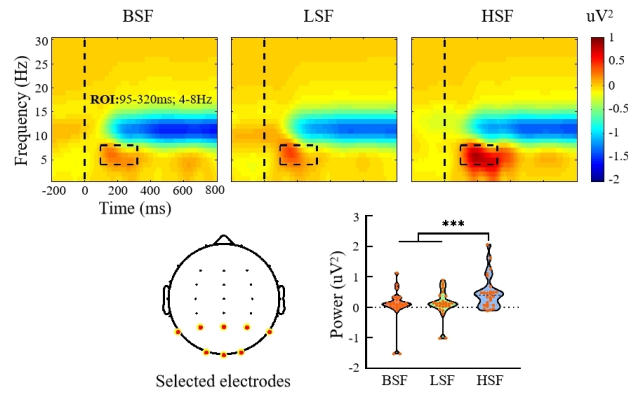 BSF LSF HSF uV²
Frequency (Hz)
30
25
20
15
10
5
ROI:95-320ms; 4-8Hz
1
0.5
0
-0.5
-1
-1.5
-2
-200 0 200 400 600 800
Time (ms)
Selected electrodes
Power (uV²)
3
2
1
0
-1
-2
***
BSF LSF HSF